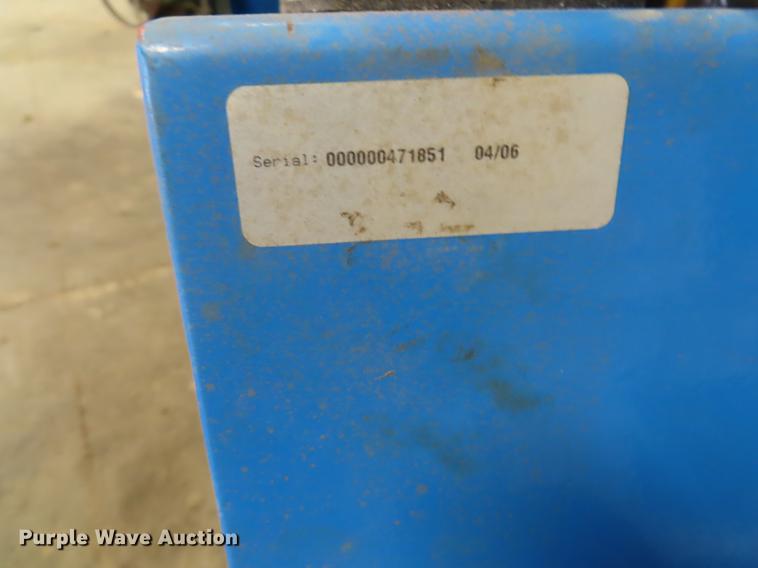 Serial: 000000471851 04/06
Purple Wave Auction